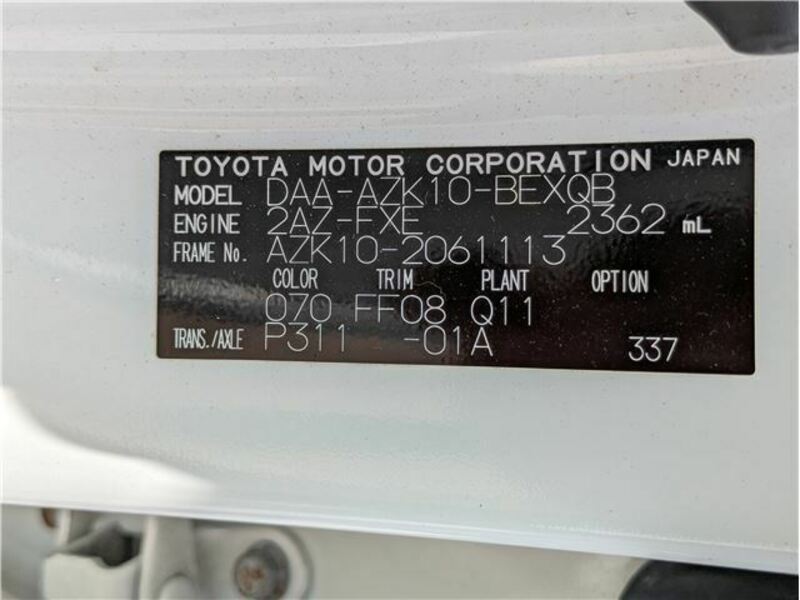 TOYOTA MOTOR CORPORATION JAPAN
MODEL DAA-AZK10-BEXQB
ENGINE 2AZ-FXE 2362 mL
FRAME No. AZK10-2061113
COLOR TRIM PLANT OPTION
070 FF08 Q11
TRANS./AXLE P311 -01A 337